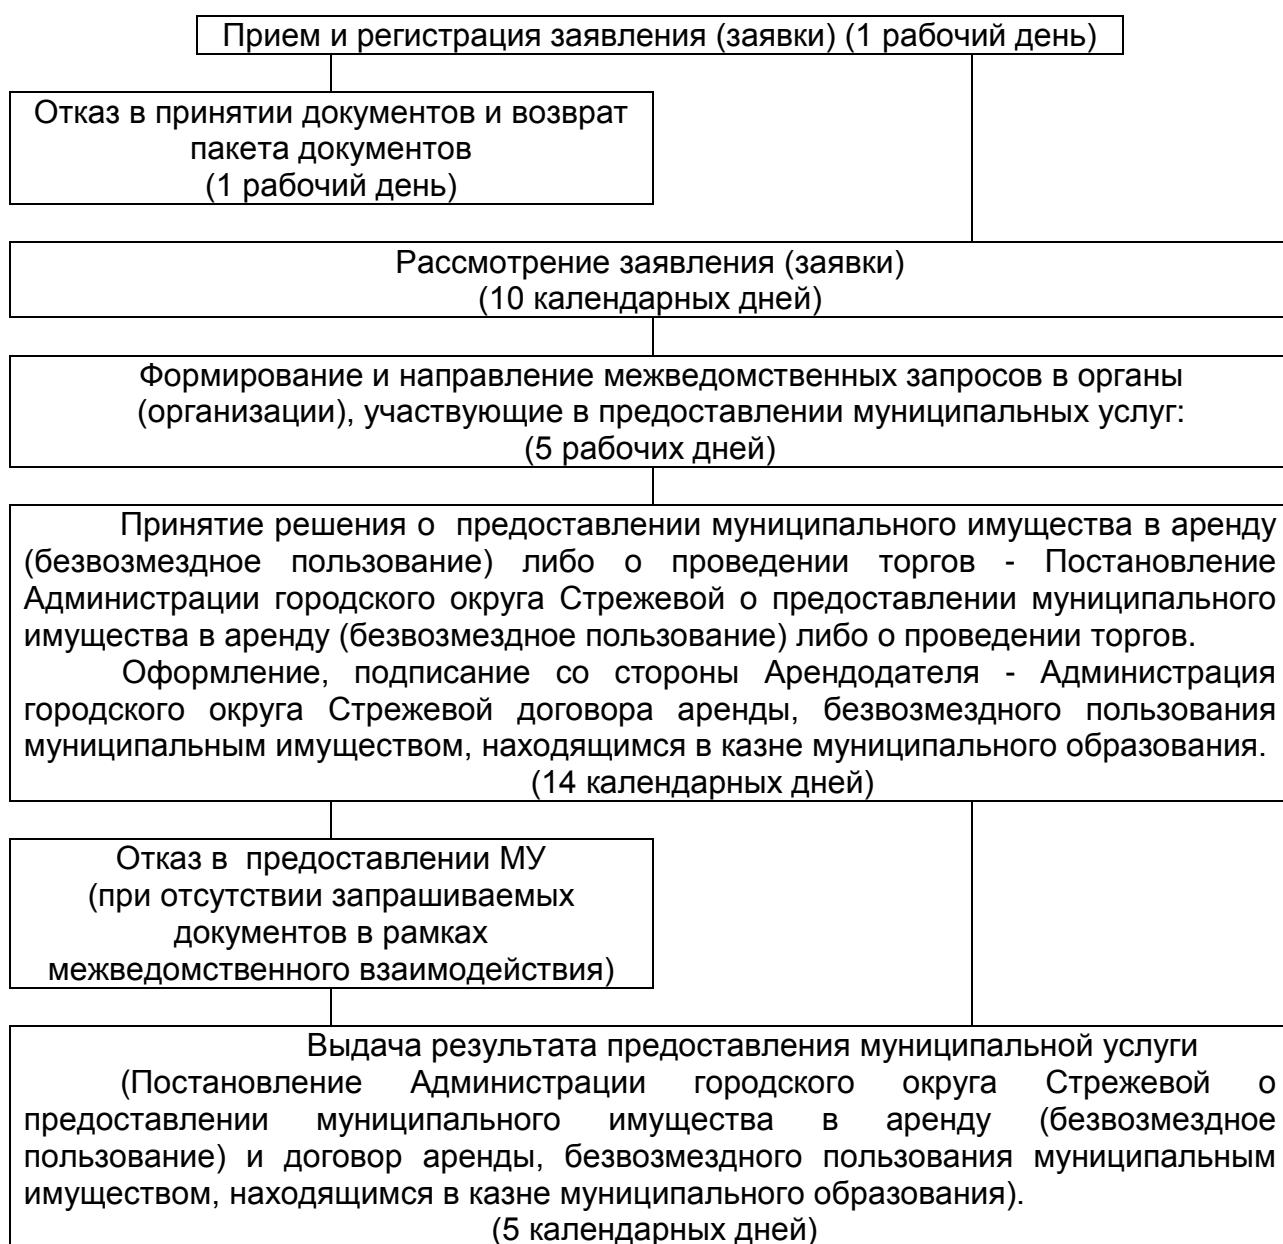 Прием и регистрация заявления (заявки) (1 рабочий день)
Отказ в принятии документов и возврат
пакета документов
(1 рабочий день)
Рассмотрение заявления (заявки)
(10 календарных дней)
Формирование и направление межведомственных запросов в органы
(организации), участвующие в предоставлении муниципальных услуг:
(5 рабочих дней)
Принятие решения о предоставлении муниципального имущества в аренду
(безвозмездное пользование) либо о проведении торгов - Постановление
Администрации городского округа Стрежевой о предоставлении муниципального
имущества в аренду (безвозмездное пользование) либо о проведении торгов.
Оформление, подписание со стороны Арендодателя - Администрация
городского округа Стрежевой договора аренды, безвозмездного пользования
муниципальным имуществом, находящимся в казне муниципального образования.
(14 календарных дней)
Отказ в предоставлении МУ
(при отсутствии запрашиваемых
документов в рамках
межведомственного взаимодействия)
Выдача результата предоставления муниципальной услуги
(Постановление Администрации городского округа Стрежевой о
предоставлении муниципального имущества в аренду (безвозмездное
пользование) и договор аренды, безвозмездного пользования муниципальным
имуществом, находящимся в казне муниципального образования).
(5 календарных дней)